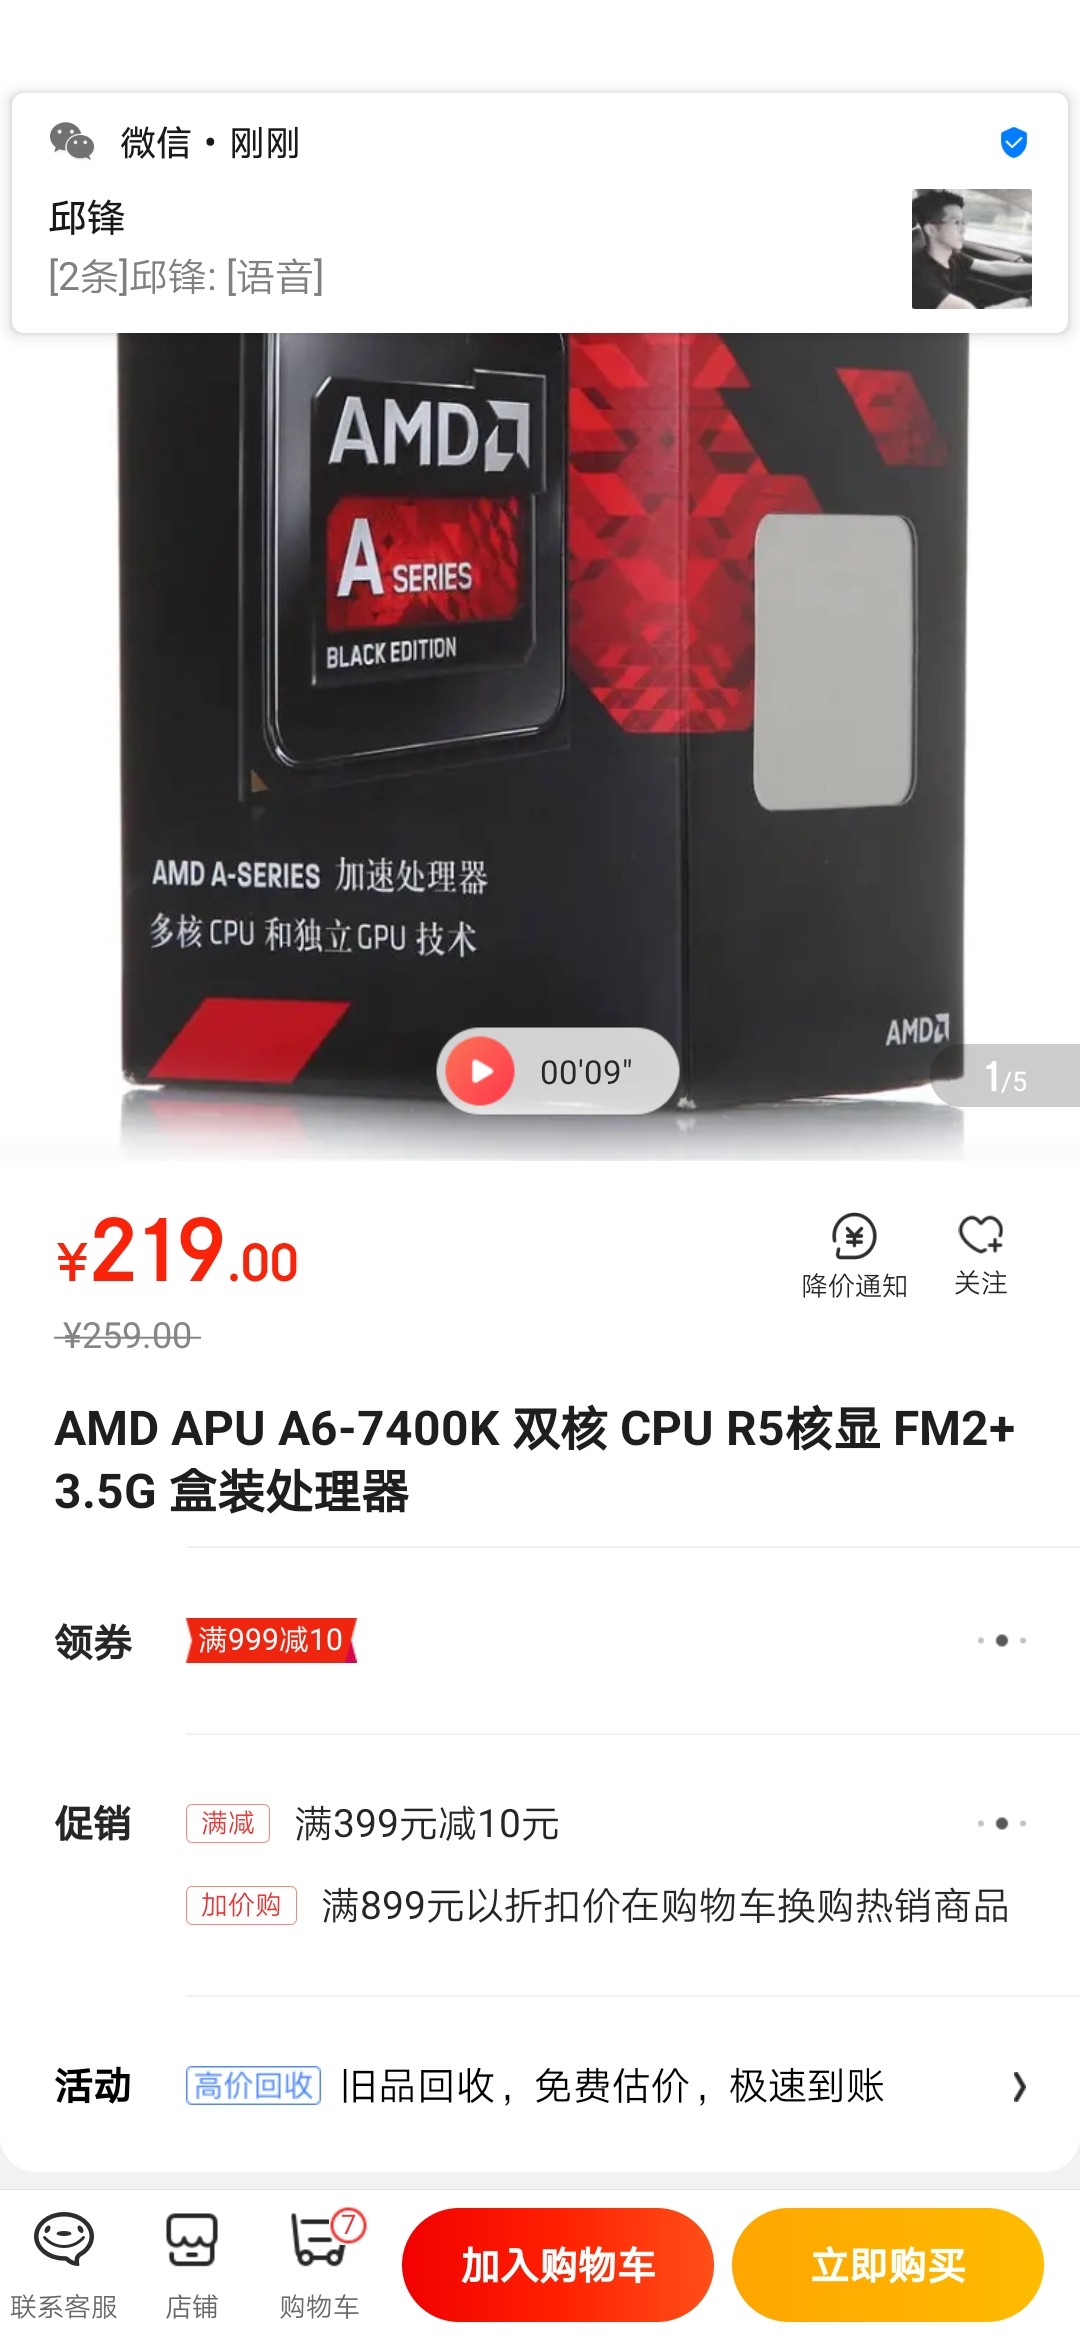 微信·刚刚
邱锋
[2条]邱锋: [语音]
AMD
A SERIES
BLACK EDITION
AMD A-SERIES 加速处理器
多核CPU 和独立GPU 技术
AMD
00'09"
1/5
¥219.00
降价通知
关注
¥259.00
AMD APU A6-7400K 双核 CPU R5核显 FM2+
3.5G 盒装处理器
领券
满999减10
促销
满减 满399元减10元
加价购 满899元以折扣价在购物车换购热销商品
活动
高价回收 旧品回收，免费估价，极速到账
7
联系客服
店铺
购物车
加入购物车
立即购买